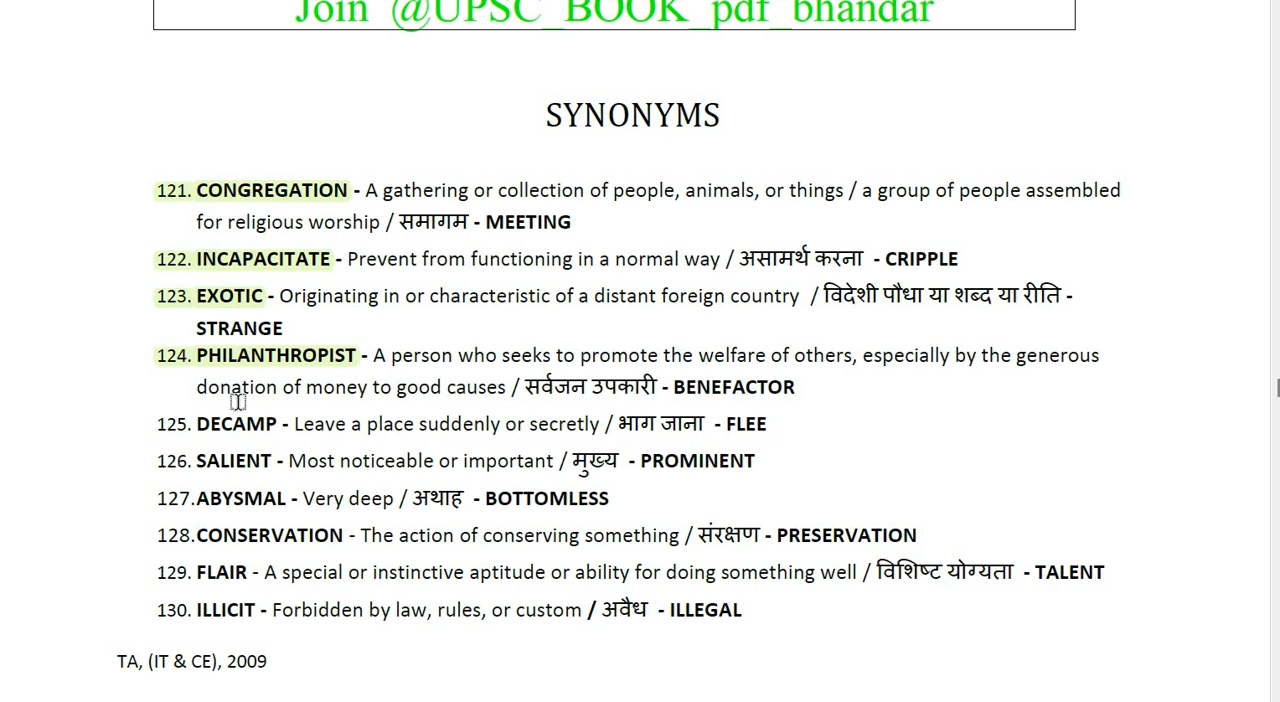 Join @UPSC_BOOK_pdf_bhandar
SYNONYMS
121. CONGREGATION - A gathering or collection of people, animals, or things / a group of people assembled
for religious worship / समागम - MEETING
122. INCAPACITATE - Prevent from functioning in a normal way / असामर्थ करना - CRIPPLE
123. EXOTIC - Originating in or characteristic of a distant foreign country / विदेशी पौधा या शब्द या रीति -
STRANGE
124. PHILANTHROPIST - A person who seeks to promote the welfare of others, especially by the generous
donation of money to good causes / सर्वजन उपकारी - BENEFACTOR
125. DECAMP - Leave a place suddenly or secretly / भाग जाना - FLEE
126. SALIENT - Most noticeable or important / मुख्य - PROMINENT
127.ABYSMAL - Very deep / अथाह - BOTTOMLESS
128.CONSERVATION - The action of conserving something / संरक्षण - PRESERVATION
129. FLAIR - A special or instinctive aptitude or ability for doing something well / विशिष्ट योग्यता - TALENT
130. ILLICIT - Forbidden by law, rules, or custom / अवैध - ILLEGAL
TA, (IT & CE), 2009